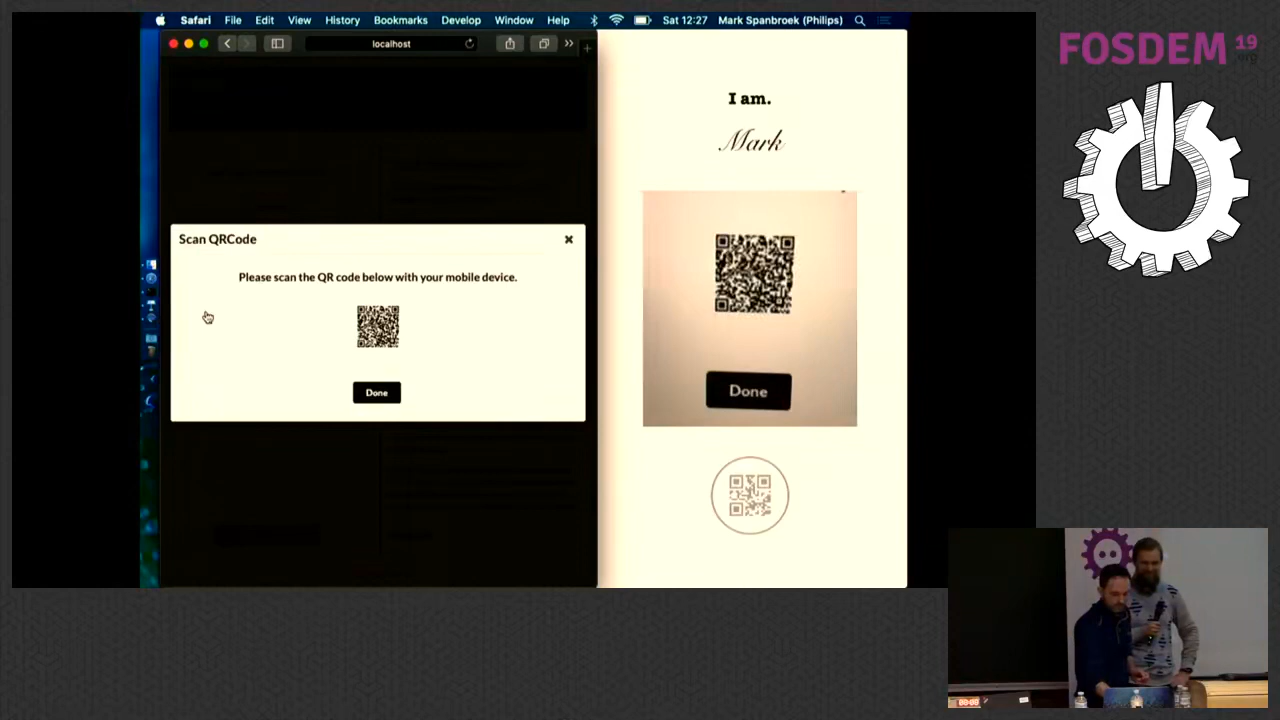 Safari File Edit View History Bookmarks Develop Window Help Sat 12:27 Mark Spanbroek (Philips)
localhost
FOSDEM 19
.org
I am.
Mark
Scan QRCode
Please scan the QR code below with your mobile device.
Done
Done